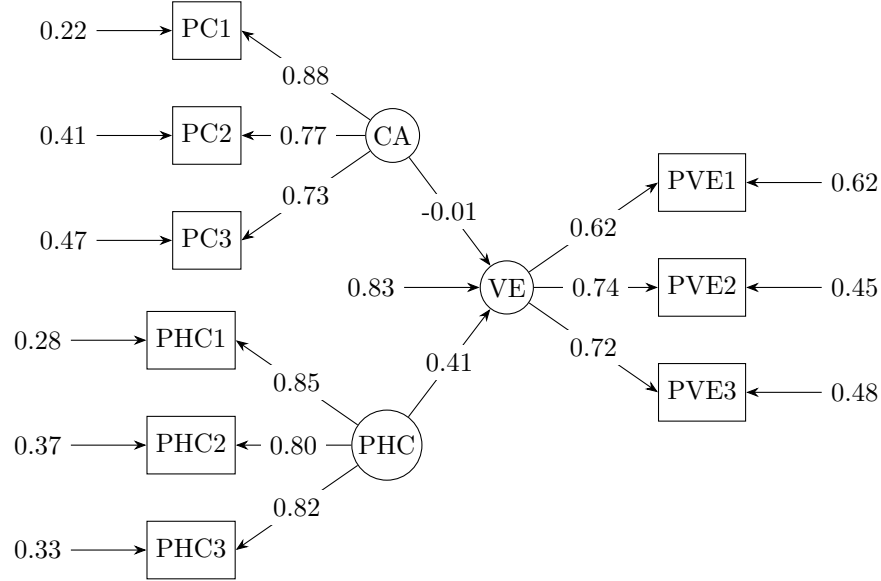 0.22 PC1
0.88
0.41 PC2 0.77 CA
0.73
0.47 PC3
-0.01
PVE1 0.62
0.62
0.83 VE 0.74 PVE2 0.45
0.72
PVE3 0.48
0.28 PHC1
0.41
0.85
0.37 PHC2 0.80 PHC
0.82
0.33 PHC3